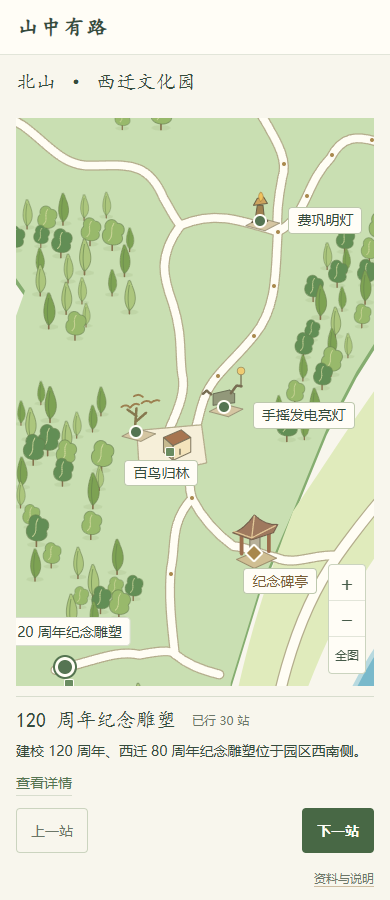 山中有路
北山 • 西迁文化园
费巩明灯
手摇发电亮灯
百鸟归林
纪念碑亭
+
−
全图
20 周年纪念雕塑
120 周年纪念雕塑 已行 30 站
建校 120 周年、西迁 80 周年纪念雕塑位于园区西南侧。
查看详情
上一站
下一站
资料与说明